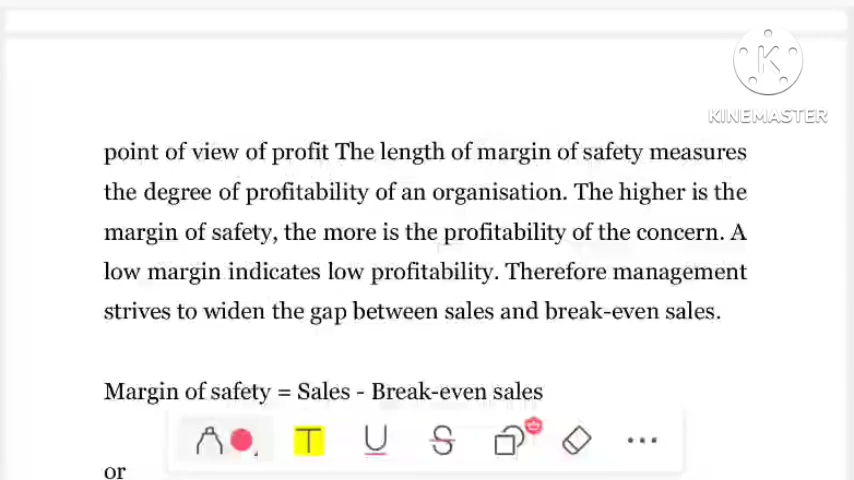 KINEMASTER
point of view of profit The length of margin of safety measures
the degree of profitability of an organisation. The higher is the
margin of safety, the more is the profitability of the concern. A
low margin indicates low profitability. Therefore management
strives to widen the gap between sales and break-even sales.
Margin of safety = Sales - Break-even sales
T U S
or